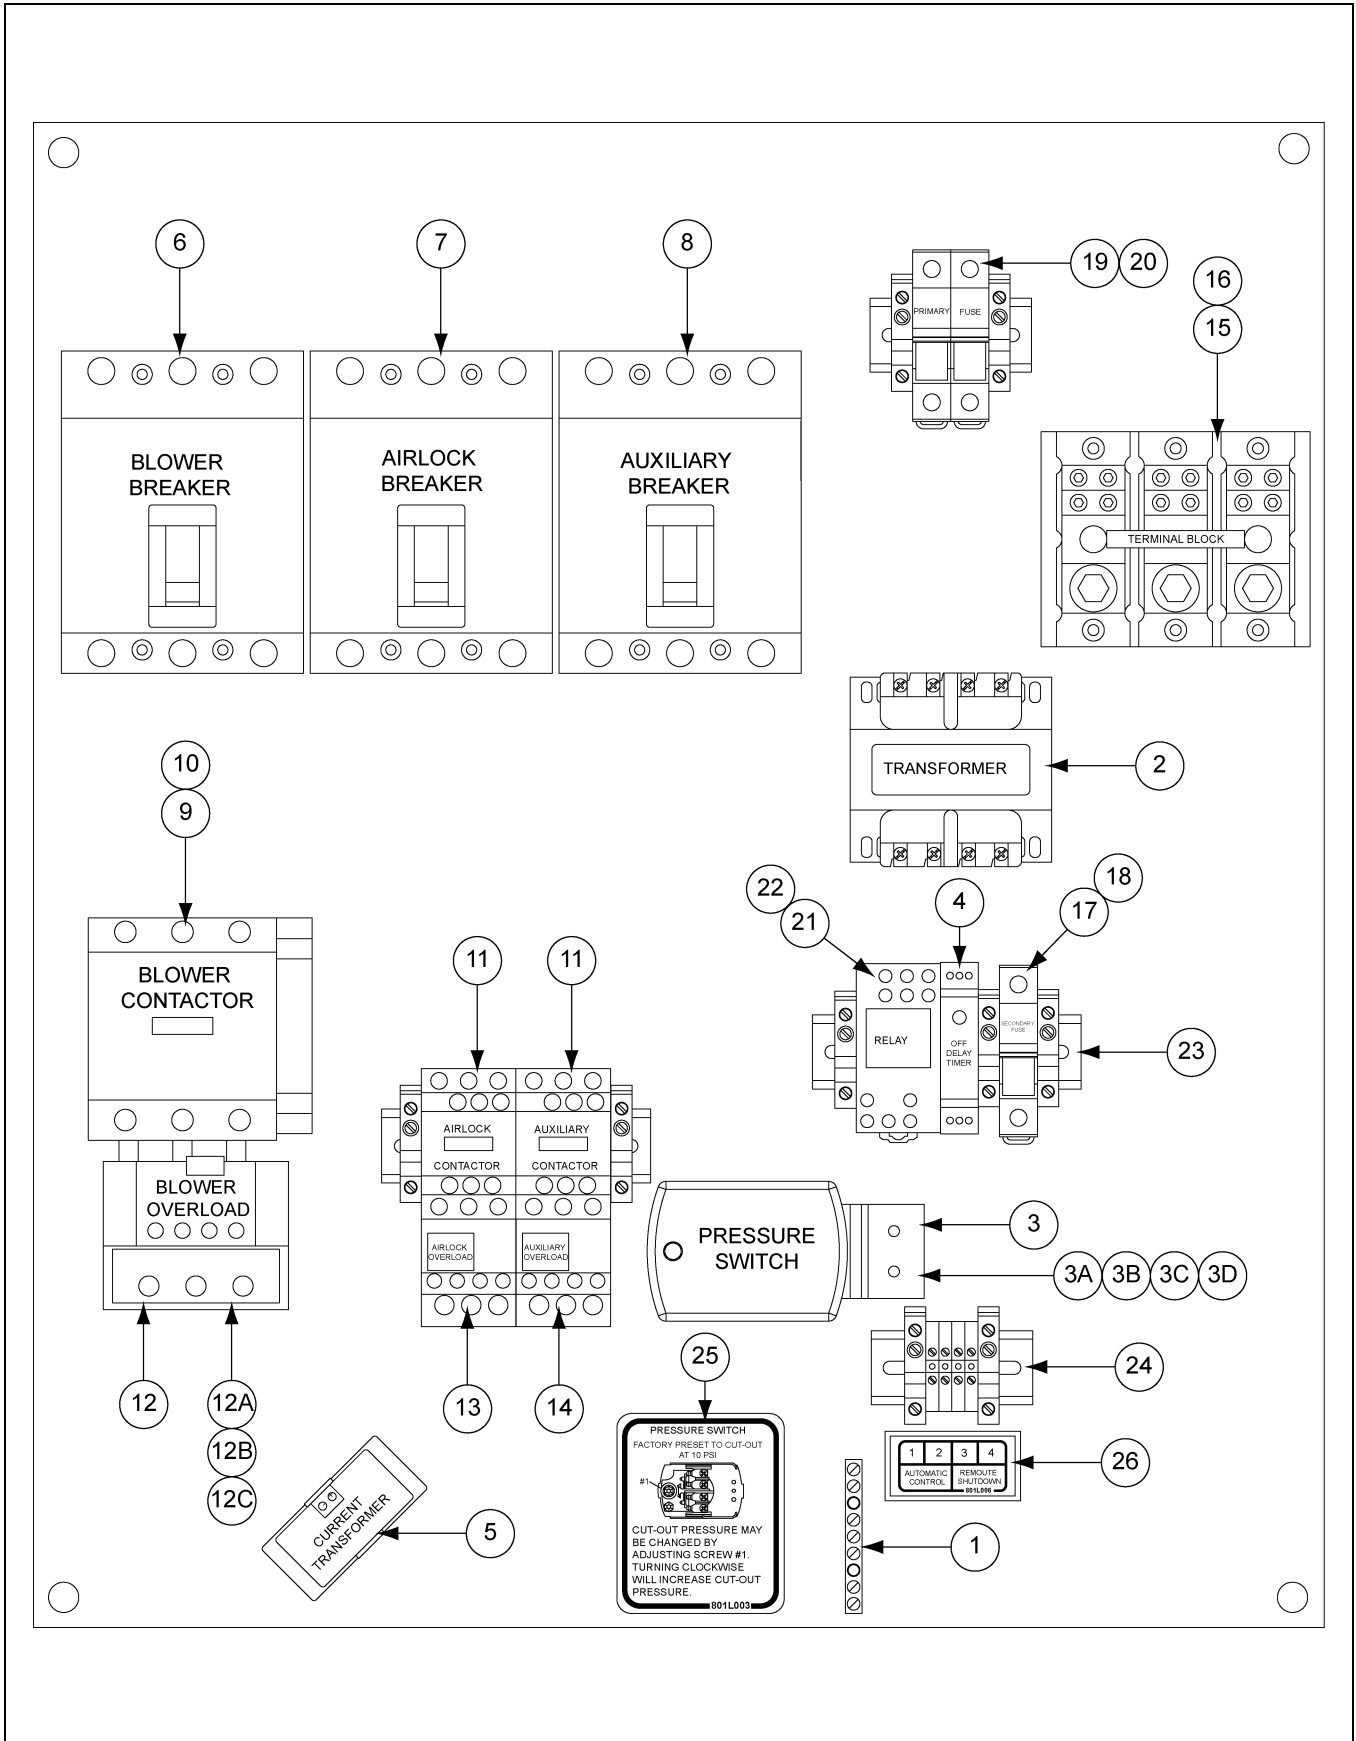 6
7
8
19 20
16
15
PRIMARY FUSE
BLOWER
BREAKER
AIRLOCK
BREAKER
AUXILIARY
BREAKER
TERMINAL BLOCK
TRANSFORMER
2
10
9
22
21
4
18
17
BLOWER
CONTACTOR
11
11
RELAY
OFF
DELAY
TIMER
SECONDARY
FUSE
23
AIRLOCK
CONTACTOR
AUXILIARY
CONTACTOR
BLOWER
OVERLOAD
AIRLOCK
OVERLOAD
AUXILIARY
OVERLOAD
PRESSURE
SWITCH
3
3A 3B 3C 3D
12
12A
12B
12C
13
14
25
24
PRESSURE SWITCH
FACTORY PRESET TO CUT-OUT
AT 10 PSI
#1
CUT-OUT PRESSURE MAY
BE CHANGED BY
ADJUSTING SCREW #1.
TURNING CLOCKWISE
WILL INCREASE CUT-OUT
PRESSURE.
801L003
1 2 3 4
AUTOMATIC
CONTROL
REMOUTE
SHUTDOWN
801L006
26
CURRENT
TRANSFORMER
5
1